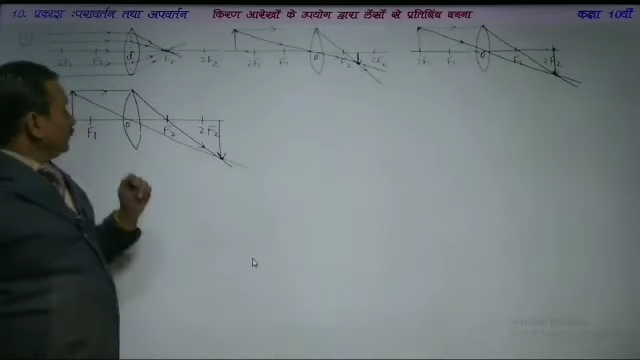 10. प्रकाश :परावर्तन तथा अपवर्तन किरण आरेखों के उपयोग द्वारा लेंसों से प्रतिबिंब बनना कक्षा 10वीं
2F₁ F₁ O F₂ 2F₂ 2F₁ F₁ O F₂ 2F₂ 2F₁ F₁ O F₂ 2F₂
F₁ O F₂ 2F₂